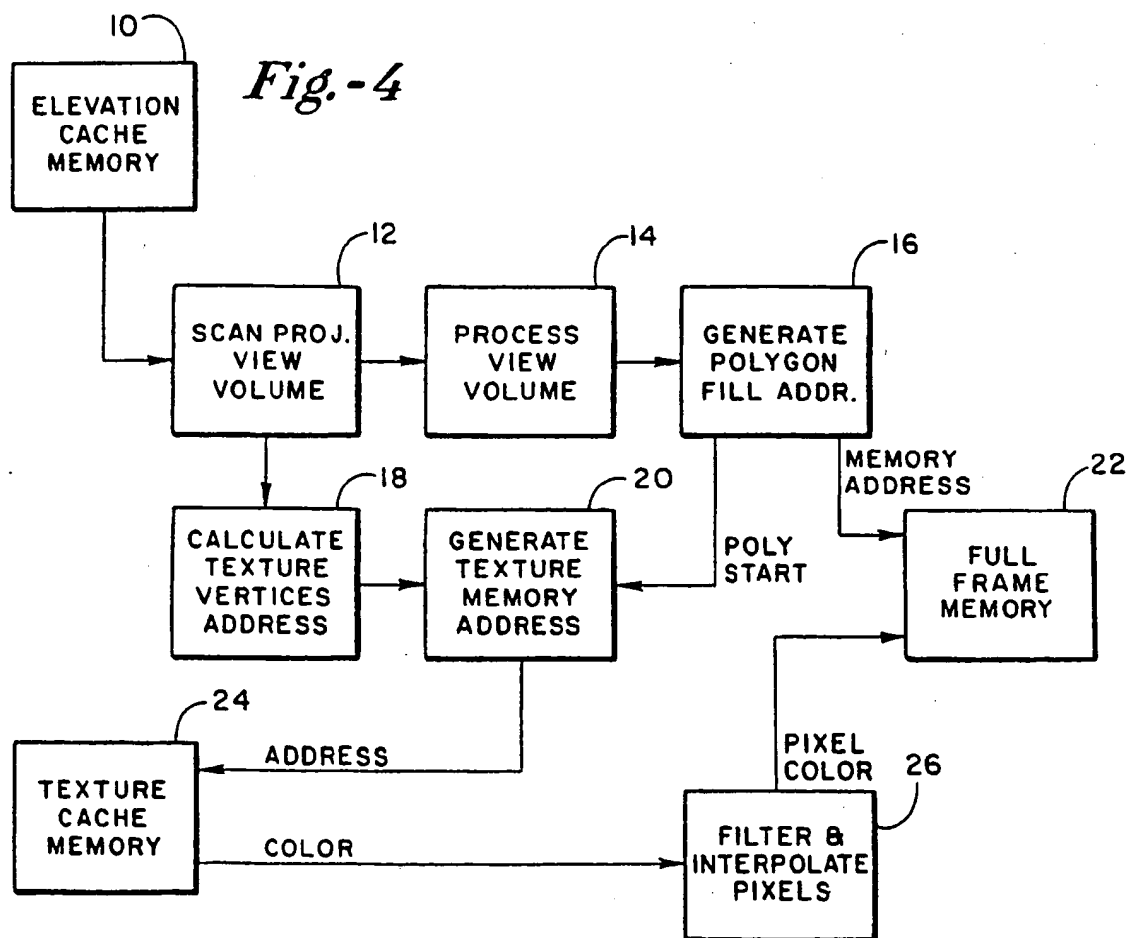 10
Fig.-4
ELEVATION
CACHE
MEMORY
12
14
16
SCAN PROJ.
VIEW
VOLUME
PROCESS
VIEW
VOLUME
GENERATE
POLYGON
FILL ADDR.
MEMORY
ADDRESS
18
20
22
CALCULATE
TEXTURE
VERTICES
ADDRESS
GENERATE
TEXTURE
MEMORY
ADDRESS
POLY
START
FULL
FRAME
MEMORY
24
ADDRESS
PIXEL
COLOR
26
TEXTURE
CACHE
MEMORY
COLOR
FILTER &
INTERPOLATE
PIXELS